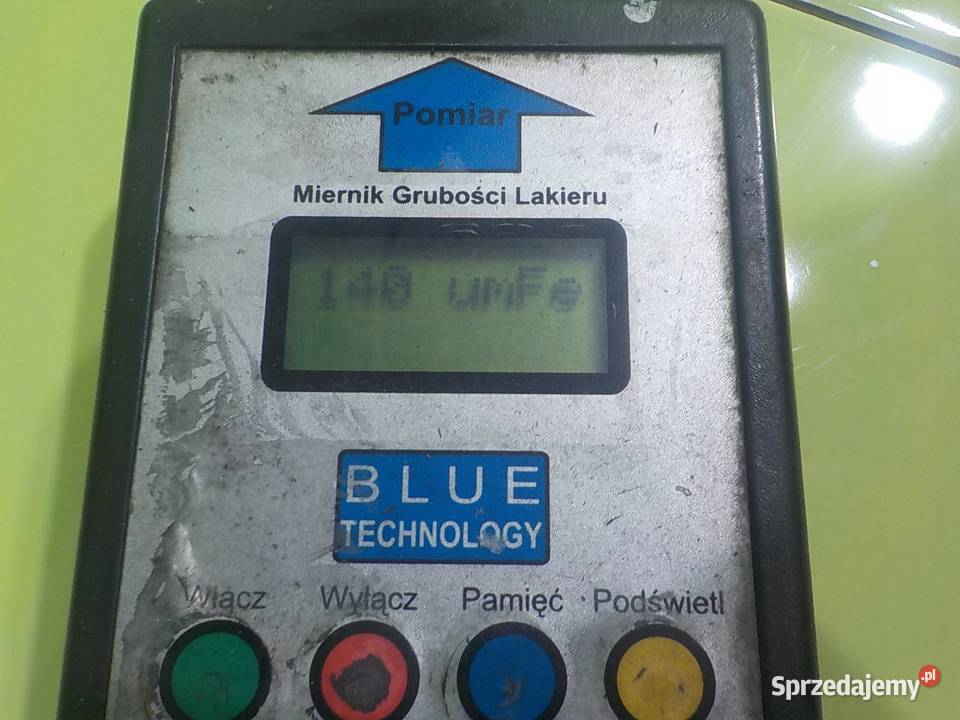 Pomiar
Miernik Grubości Lakieru
140 umFe
BLUE
TECHNOLOGY
Włącz Wyłącz Pamięć Podświetl
Sprzedajemy.pl